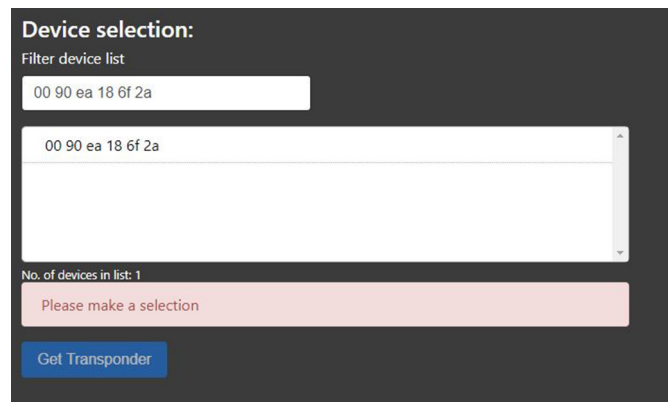 Device selection:
Filter device list
00 90 ea 18 6f 2a
00 90 ea 18 6f 2a
No. of devices in list: 1
Please make a selection
Get Transponder